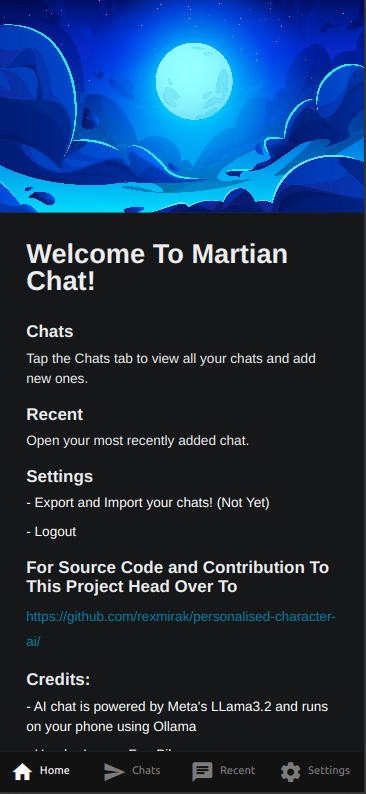 Welcome To Martian
Chat!
Chats
Tap the Chats tab to view all your chats and add
new ones.
Recent
Open your most recently added chat.
Settings
- Export and Import your chats! (Not Yet)
- Logout
For Source Code and Contribution To
This Project Head Over To
https://github.com/rexmirak/personalised-character-
ai/
Credits:
- AI chat is powered by Meta's LLama3.2 and runs
on your phone using Ollama
Home
Chats
Recent
Settings